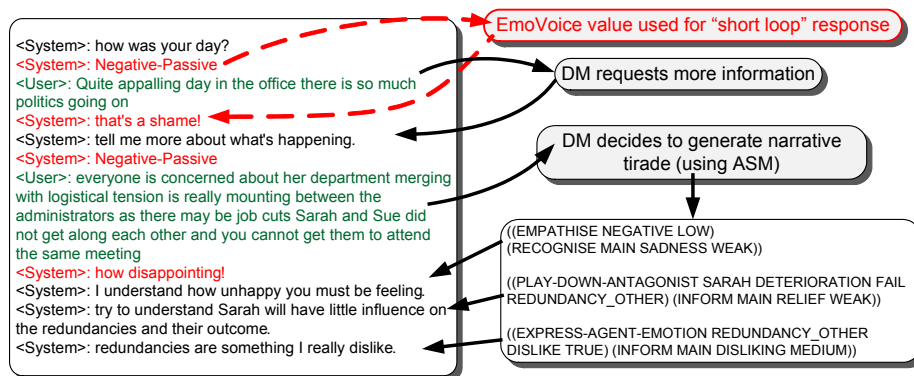 EmoVoice value used for “short loop” response
<System>: how was your day?
<System>: Negative-Passive
<User>: Quite appalling day in the office there is so much
politics going on
<System>: that's a shame!
<System>: tell me more about what's happening.
<System>: Negative-Passive
<User>: everyone is concerned about her department merging
with logistical tension is really mounting between the
administrators as there may be job cuts Sarah and Sue did
not get along each other and you cannot get them to attend
the same meeting
<System>: how disappointing!
<System>: I understand how unhappy you must be feeling.
<System>: try to understand Sarah will have little influence on
the redundancies and their outcome.
<System>: redundancies are something I really dislike.
DM requests more information
DM decides to generate narrative
tirade (using ASM)
((EMPATHISE NEGATIVE LOW)
(RECOGNISE MAIN SADNESS WEAK))
((PLAY-DOWN-ANTAGONIST SARAH DETERIORATION FAIL
REDUNDANCY_OTHER) (INFORM MAIN RELIEF WEAK))
((EXPRESS-AGENT-EMOTION REDUNDANCY_OTHER
DISLIKE TRUE) (INFORM MAIN DISLIKING MEDIUM))